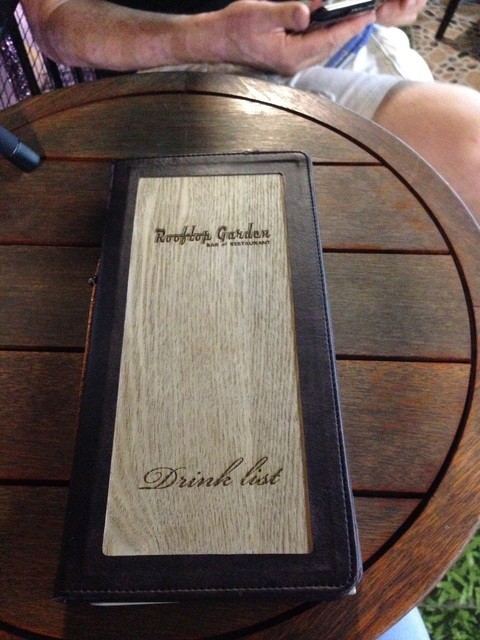 Rooftop Garden
BAR & RESTAURANT
Drink list